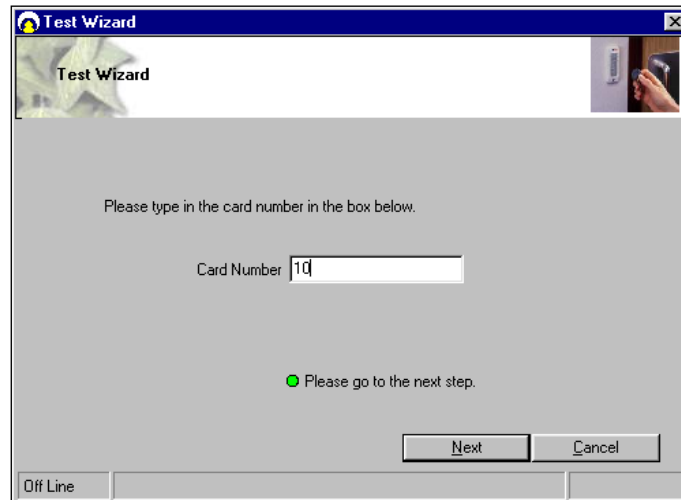 Test Wizard
Test Wizard
Please type in the card number in the box below.
Card Number 10
Please go to the next step.
Next Cancel
Off Line